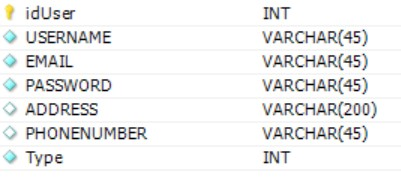 idUser INT
USERNAME VARCHAR(45)
EMAIL VARCHAR(45)
PASSWORD VARCHAR(45)
ADDRESS VARCHAR(200)
PHONENUMBER VARCHAR(45)
Type INT